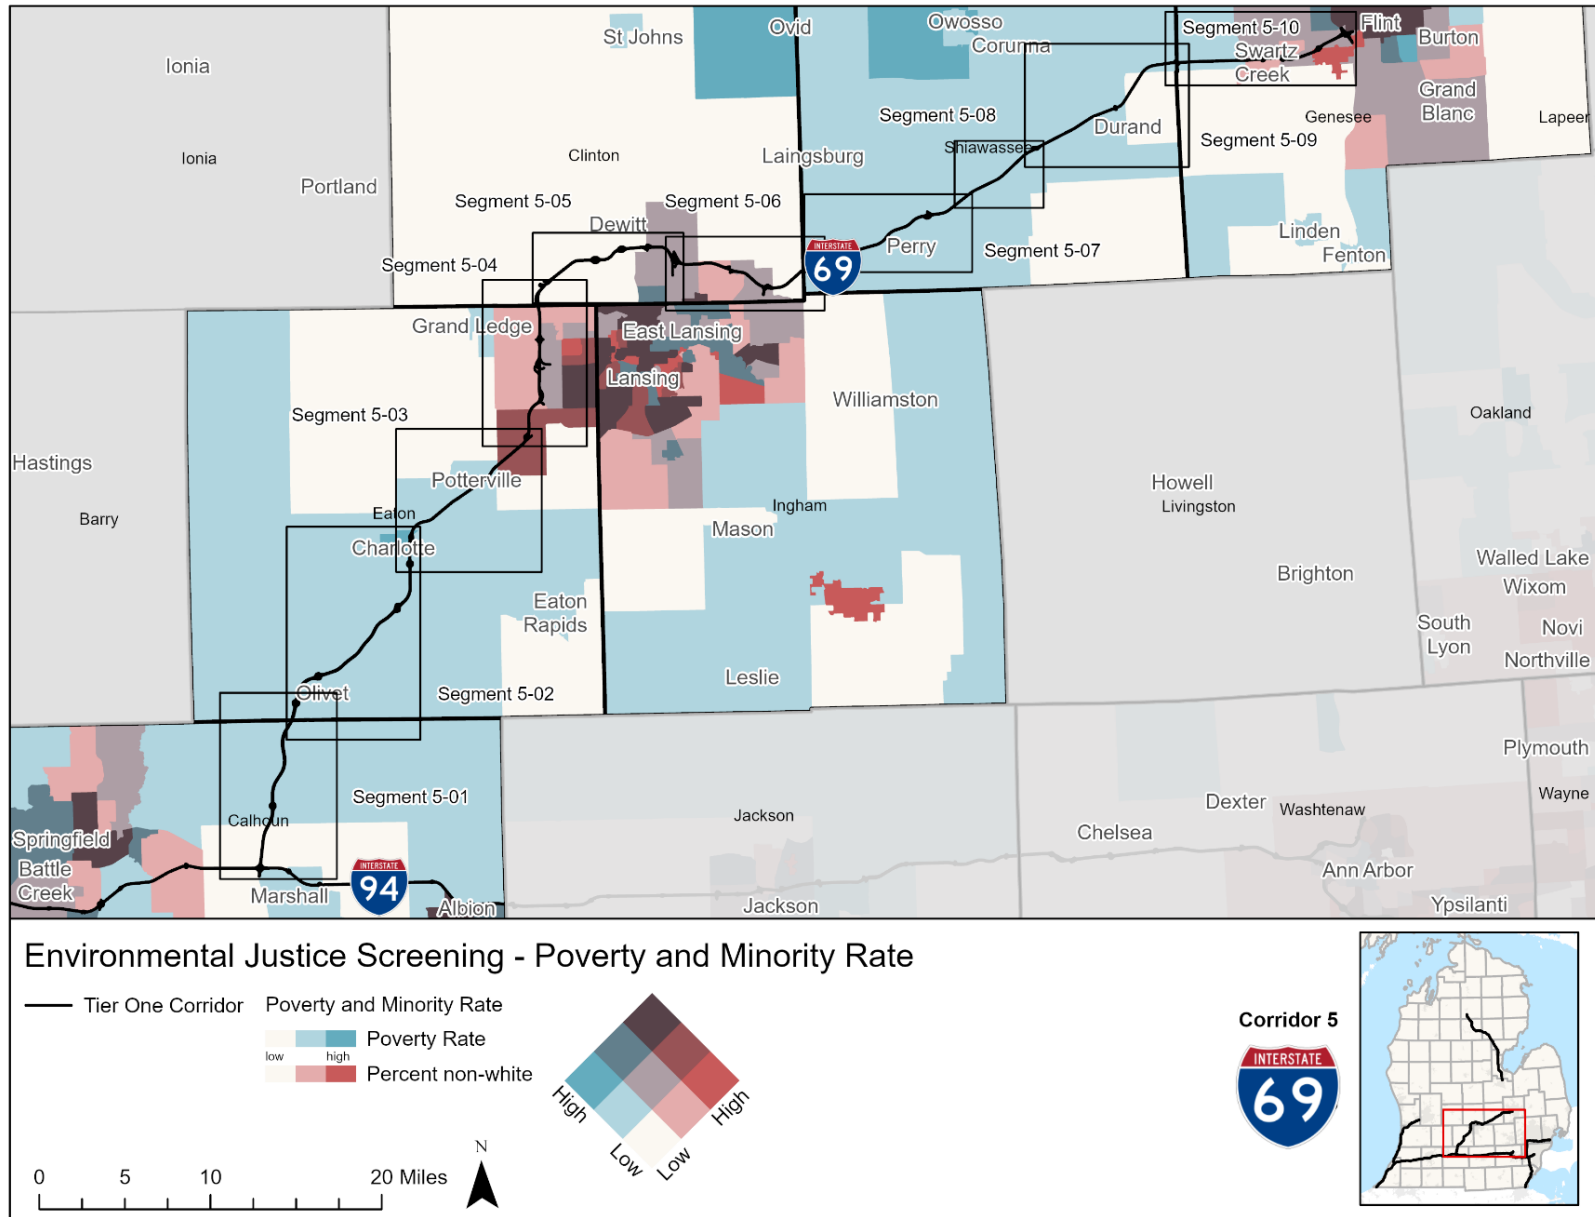 St Johns
Ovid
Owosso
Corunna
Segment 5-10
Flint
Burton
Swartz
Creek
Ionia
Grand
Blanc
Segment 5-08
Durand
Genesee
Lapeer
Ionia
Clinton
Laingsburg
Shiawassee
Segment 5-09
Portland
Segment 5-05
Segment 5-06
Dewitt
Perry
Segment 5-07
Linden
Fenton
Segment 5-04
INTERSTATE
69
Grand Ledge
East Lansing
Lansing
Williamston
Segment 5-03
Oakland
Hastings
Potterville
Howell
Livingston
Barry
Eaton
Ingham
Mason
Charlotte
Walled Lake
Wixom
Brighton
Eaton
Rapids
South
Lyon
Novi
Northville
Leslie
Olivet
Segment 5-02
Plymouth
Segment 5-01
Wayne
Calhoun
Jackson
Dexter
Washtenaw
Chelsea
Springfield
Battle
Creek
Ann Arbor
Marshall
INTERSTATE
94
Albion
Jackson
Ypsilanti
Environmental Justice Screening - Poverty and Minority Rate
Tier One Corridor
Poverty and Minority Rate
Poverty Rate
low
high
Percent non-white
High
High
Low
Low
0
5
10
20 Miles
N
Corridor 5
INTERSTATE
69